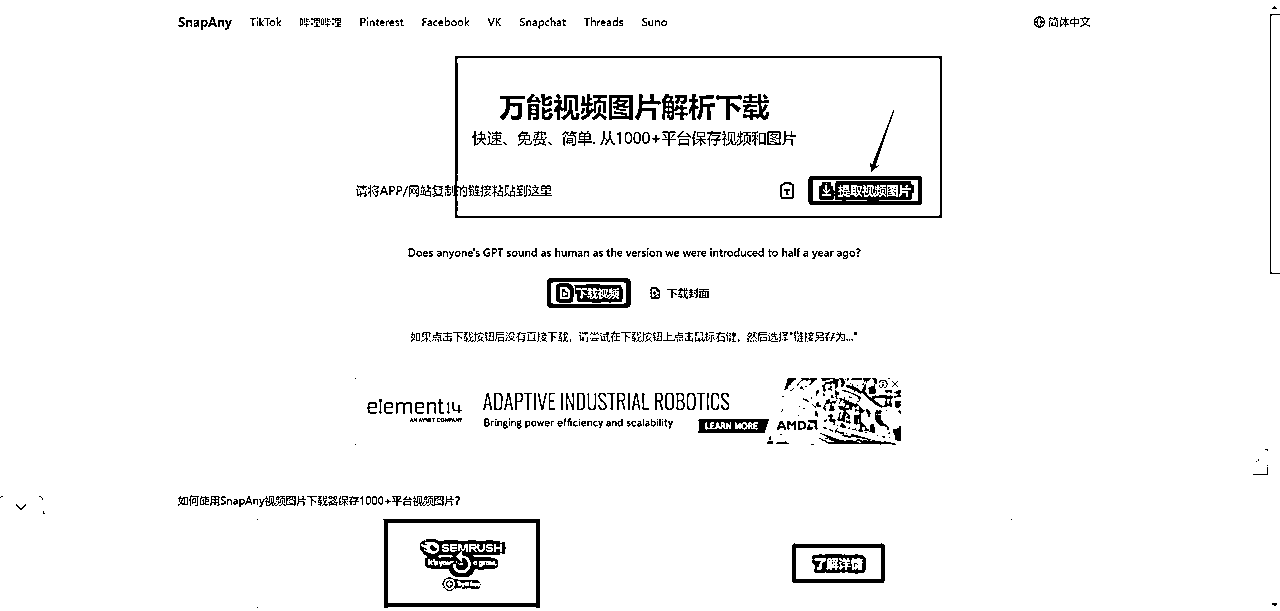 SnapAny TikTok 哔哩哔哩 Pinterest Facebook VK Snapchat Threads Suno 简体中文
万能视频图片解析下载
快速、免费、简单. 从1000+平台保存视频和图片
请将APP/网站复制的链接粘贴到这里 提取视频图片
Does anyone's GPT sound as human as the version we were introduced to half a year ago?
下载视频 下载封面
如果点击下载按钮后没有直接下载，请尝试在下载按钮上点击鼠标右键，然后选择"链接另存为..."
element14 ADAPTIVE INDUSTRIAL ROBOTICS
AN AVNET COMPANY Bringing power efficiency and scalability LEARN MORE AMD
如何使用SnapAny视频图片下载器保存1000+平台视频图片?
SEMRUSH
了解详情